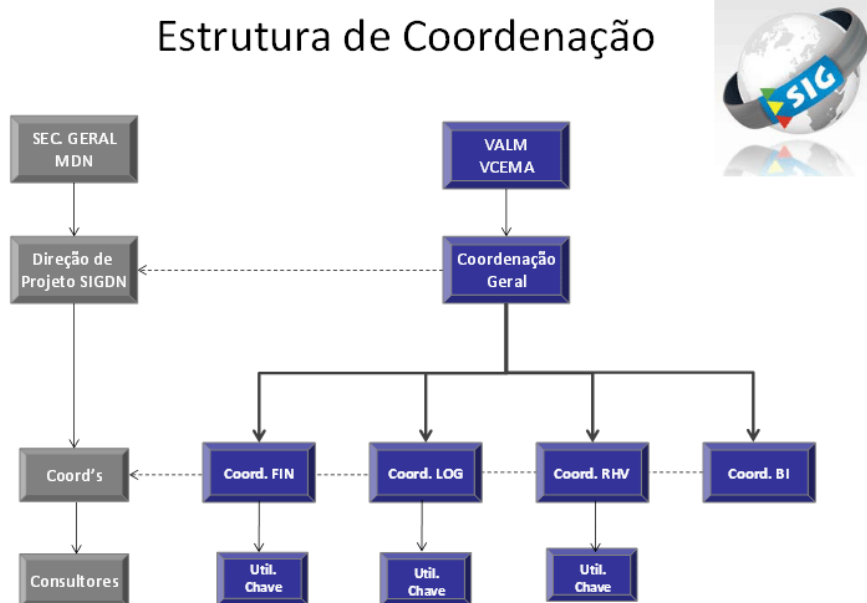 Estrutura de Coordenação
SIG
SEC. GERAL
MDN
VALM
VCEMA
Direção de
Projeto SIGDN
Coordenação
Geral
Coord's
Coord. FIN
Coord. LOG
Coord. RHV
Coord. BI
Consultores
Util.
Chave
Util.
Chave
Util.
Chave